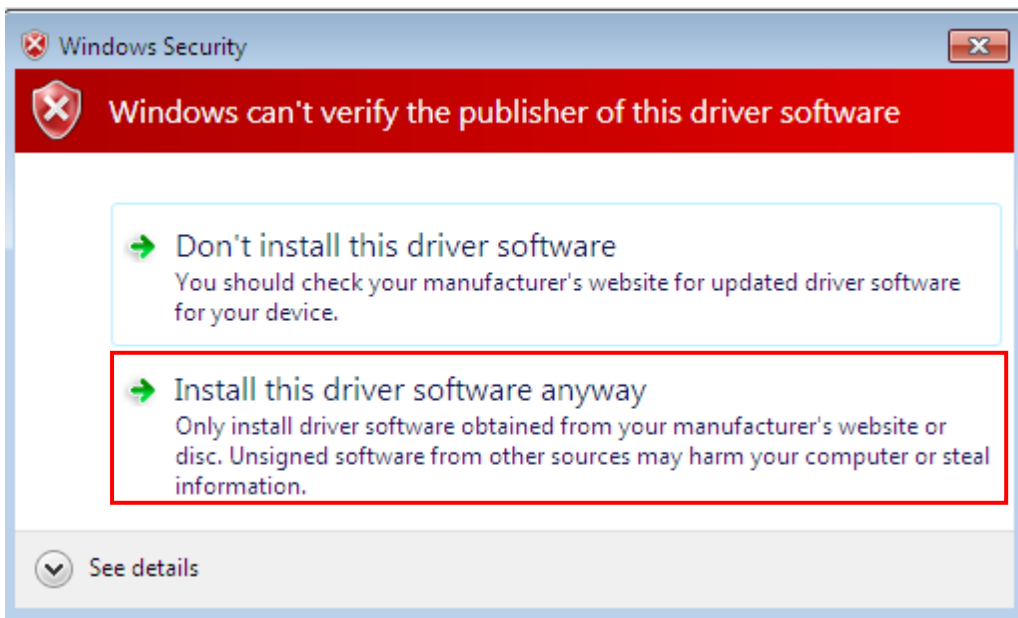 Windows Security
Windows can't verify the publisher of this driver software
Don't install this driver software
You should check your manufacturer's website for updated driver software
for your device.
Install this driver software anyway
Only install driver software obtained from your manufacturer's website or
disc. Unsigned software from other sources may harm your computer or steal
information.
See details